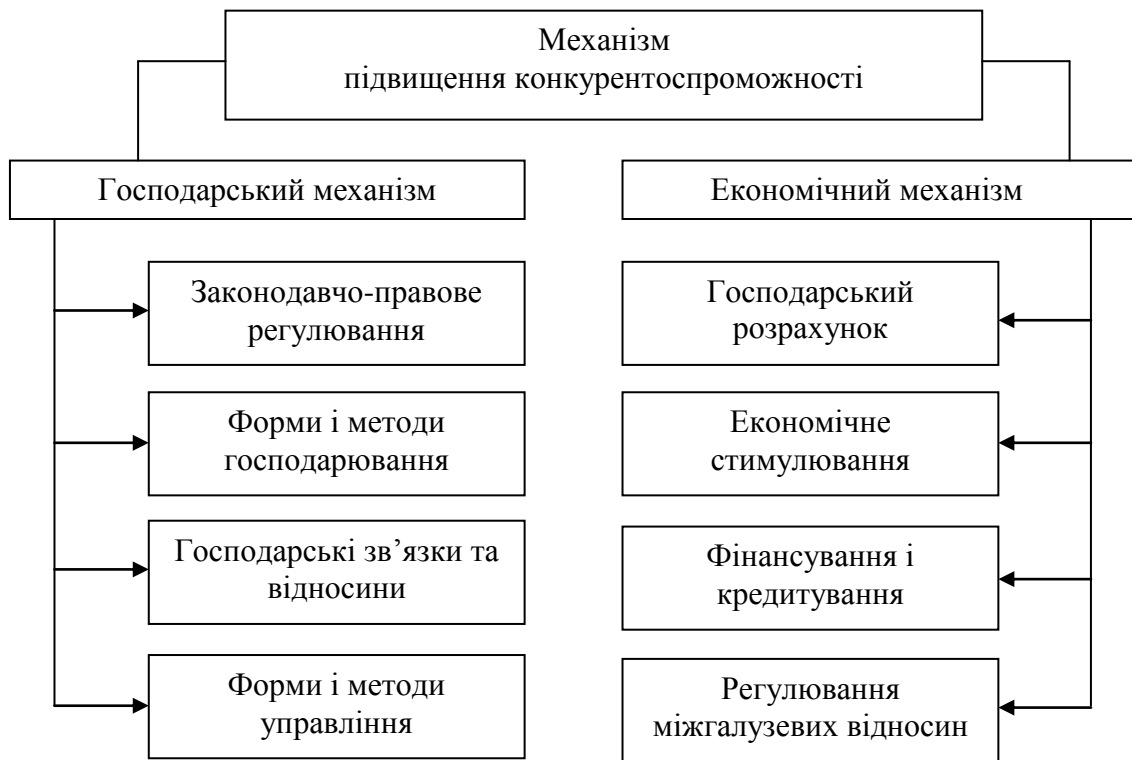 Механізм
підвищення конкурентоспроможності
Господарський механізм
Економічний механізм
Законодавчо-правове
регулювання
Господарський
розрахунок
Форми і методи
господарювання
Економічне
стимулювання
Господарські зв’язки та
відносини
Фінансування і
кредитування
Форми і методи
управління
Регулювання
міжгалузевих відносин